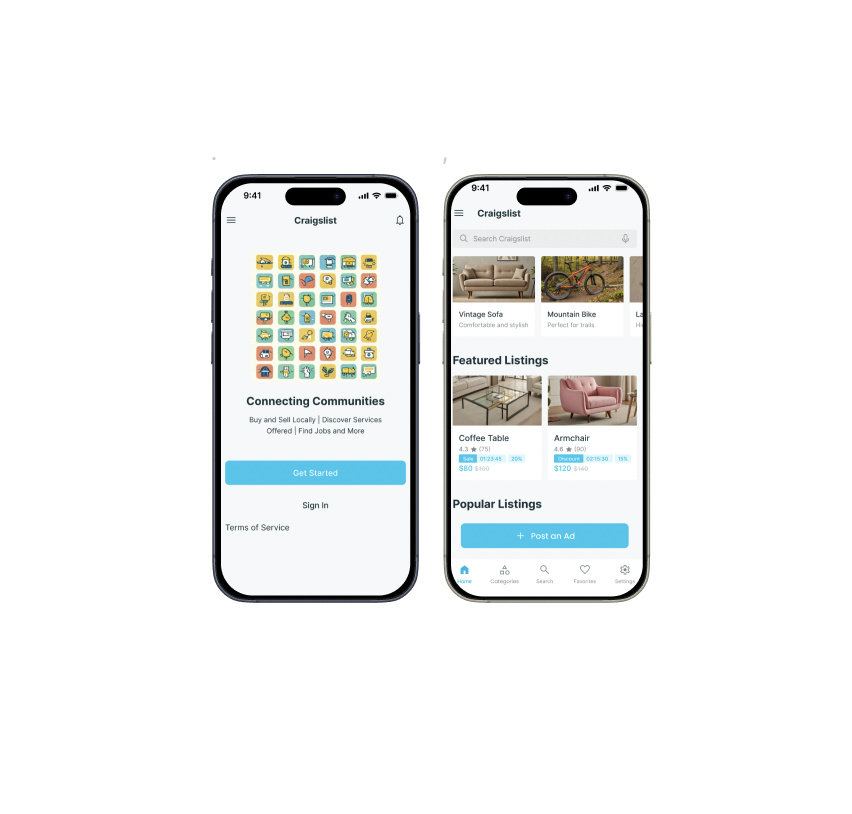 9:41
Craigslist
Connecting Communities
Buy and Sell Locally | Discover Services
Offered | Find Jobs and More
Get Started
Sign In
Terms of Service
9:41
Craigslist
Search Craigslist
Vintage Sofa
Comfortable and stylish
Mountain Bike
Perfect for trails
La
Hi
Featured Listings
Coffee Table
4.3 ★ (75)
Sale 01:23:45 20%
$80 $100
Armchair
4.6 ★ (90)
Discount 02:15:30 15%
$120 $140
Popular Listings
+ Post an Ad
Home
Categories
Search
Favorites
Settings